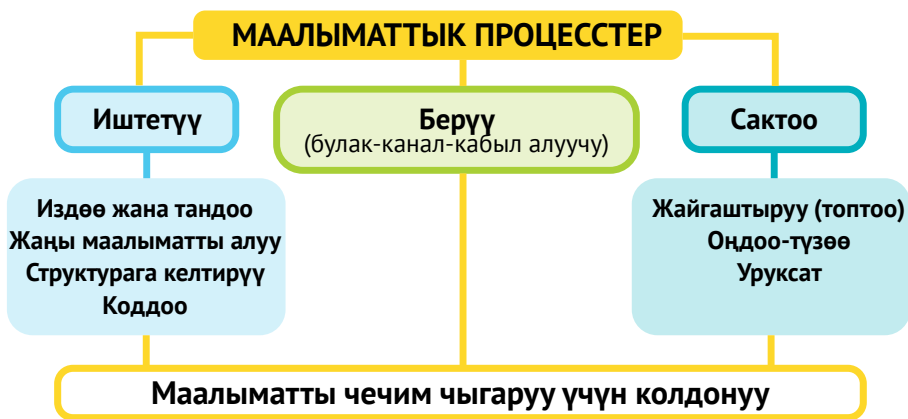 МААЛЫМАТТЫК ПРОЦЕССТЕР
Иштетүү
Издөө жана тандоо
Жаңы маалыматты алуу
Структурага келтирүү
Коддоо
Берүү
(булак-канал-кабыл алуучу)
Сактоо
Жайгаштыруу (топтоо)
Оңдоо-түзөө
Уруксат
Маалыматты чечим чыгаруу үчүн колдонуу